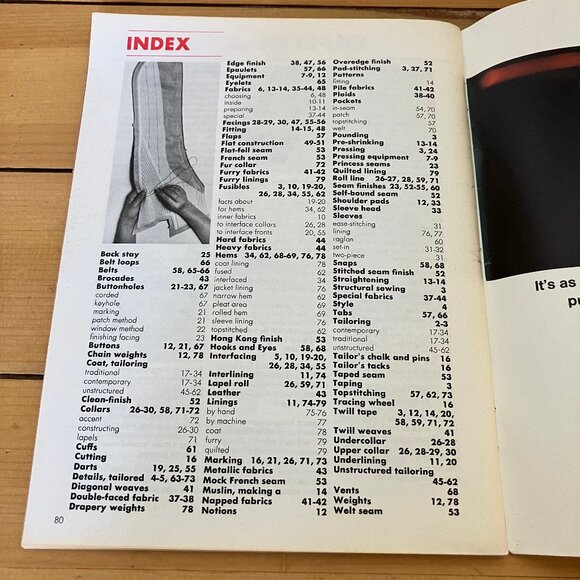 INDEX
Back stay 25
Belt loops 66
Belts 58, 65-66
Brocades 43
Buttonholes 21-23, 67
corded 67
keyhole 67
marking 21
patch method 21
window method 22
finishing facing 23
Buttons 12, 21, 67
Chain weights 12, 78
Coat, tailoring
traditional 17-34
contemporary 17-34
unstructured 45-62
Clean-finish 52
Collars 26-30, 58, 71-72
accent 72
constructing 26-30
lapels 71
Cuffs 61
Cutting 16
Darts 19, 25, 55
Details, tailored 4-5, 63-73
Diagonal weaves 41
Double-faced fabric 37-38
Drapery weights 78
Edge finish 38, 47, 56
Epaulets 57, 66
Equipment 7-9, 12
Eyelets 65
Fabrics 6, 13-14, 35-44, 48
choosing 6, 48
inside 10-11
preparing 13-14
special 37-44
Facings 28-29, 30, 47, 55-56
Fitting 14-15, 48
Flaps 57
Flat construction 49-51
Flat-fell seam 53
French seam 53
Fur collar 72
Furry fabrics 41-42
Furry lining 79
Fusibles 3, 10, 19-20,
26, 28, 34, 55, 62
facts about 19-20
for hems 34, 62
inner fabrics 10
to interface collars 26, 28
to interface fronts 20, 55
Hard fabrics 44
Heavy fabrics 44
Hems 34, 62, 68-69, 76, 78
coat lining 78
fused 62
interfaced 34
jacket lining 76
narrow hem 62
pleat area 69
rolled hem 69
sleeve lining 76
topstitched 62
Hong Kong finish 53
Hooks and Eyes 58, 68
Interfacing 5, 10, 19-20,
26, 28, 34, 55
Interlining 11, 74
Lapel roll 26, 59, 71
Leather 43
Linings 11, 74-79
by hand 75-76
by machine 77
coat 78
furry 79
quilted 79
Marking 16, 21, 26, 71, 73
Metallic fabrics 43
Mock French seam 53
Muslin, making a 14
Napped fabrics 41-42
Notions 12
Overedge finish 52
Pad-stitching 3, 27, 71
Patterns 14
Pile fabrics 41-42
Plaids 38-40
Pockets
in-seam 54, 70
patch 57, 70
topstitching 57
welt 70
Pounding 3
Pre-shrinking 13-14
Pressing 3, 24
Pressing equipment 7-9
Princess seams 23
Quilted lining 79
Roll line 26-27, 28, 59, 71
Seam finishes 23, 52-55, 60
Self-bound seam 52
Shoulder pads 12, 33
Sleeve head 33
Sleeves
ease-stitching 31
lining 76, 77
raglan 60
set-in 31-32
two-piece 31
Snaps 58, 68
Stitched seam finish 52
Straightening 13-14
Structural sewing 3
Special fabrics 37-44
Style 4
Tabs 57, 66
Tailoring 2-3
contemporary 17-34
traditional 17-34
unstructured 45-62
Tailor's chalk and pins 16
Tailor's tacks 16
Taped seam 53
Taping 3
Topstitching 57, 62, 73
Tracing wheel 16
Twill tape 3, 12, 14, 20,
58, 59, 71, 72
Twill weaves 41
Undercollar 26-28
Upper collar 26, 28-29, 30
Underlining 11, 20
Unstructured tailoring
45-62
Vents 68
Weights 12, 78
Welt seam 53
80
It's as
pu